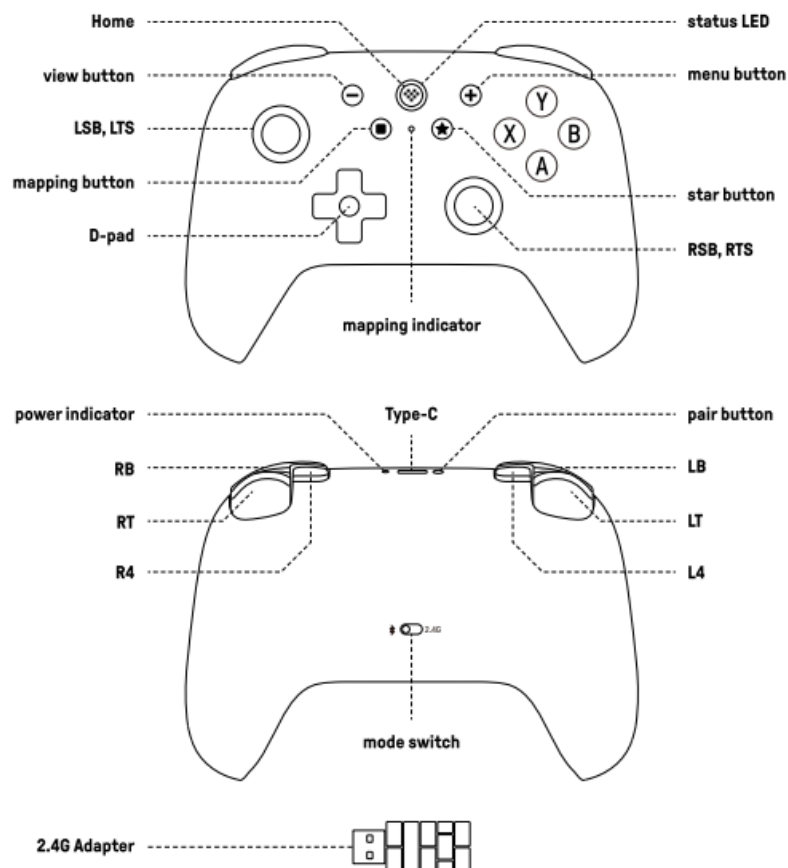 Home
status LED
view button
menu button
Y
LSB, LTS
X
B
A
mapping button
star button
D-pad
RSB, RTS
mapping indicator
power indicator
Type-C
pair button
RB
LB
RT
LT
R4
L4
2.4G
mode switch
2.4G Adapter